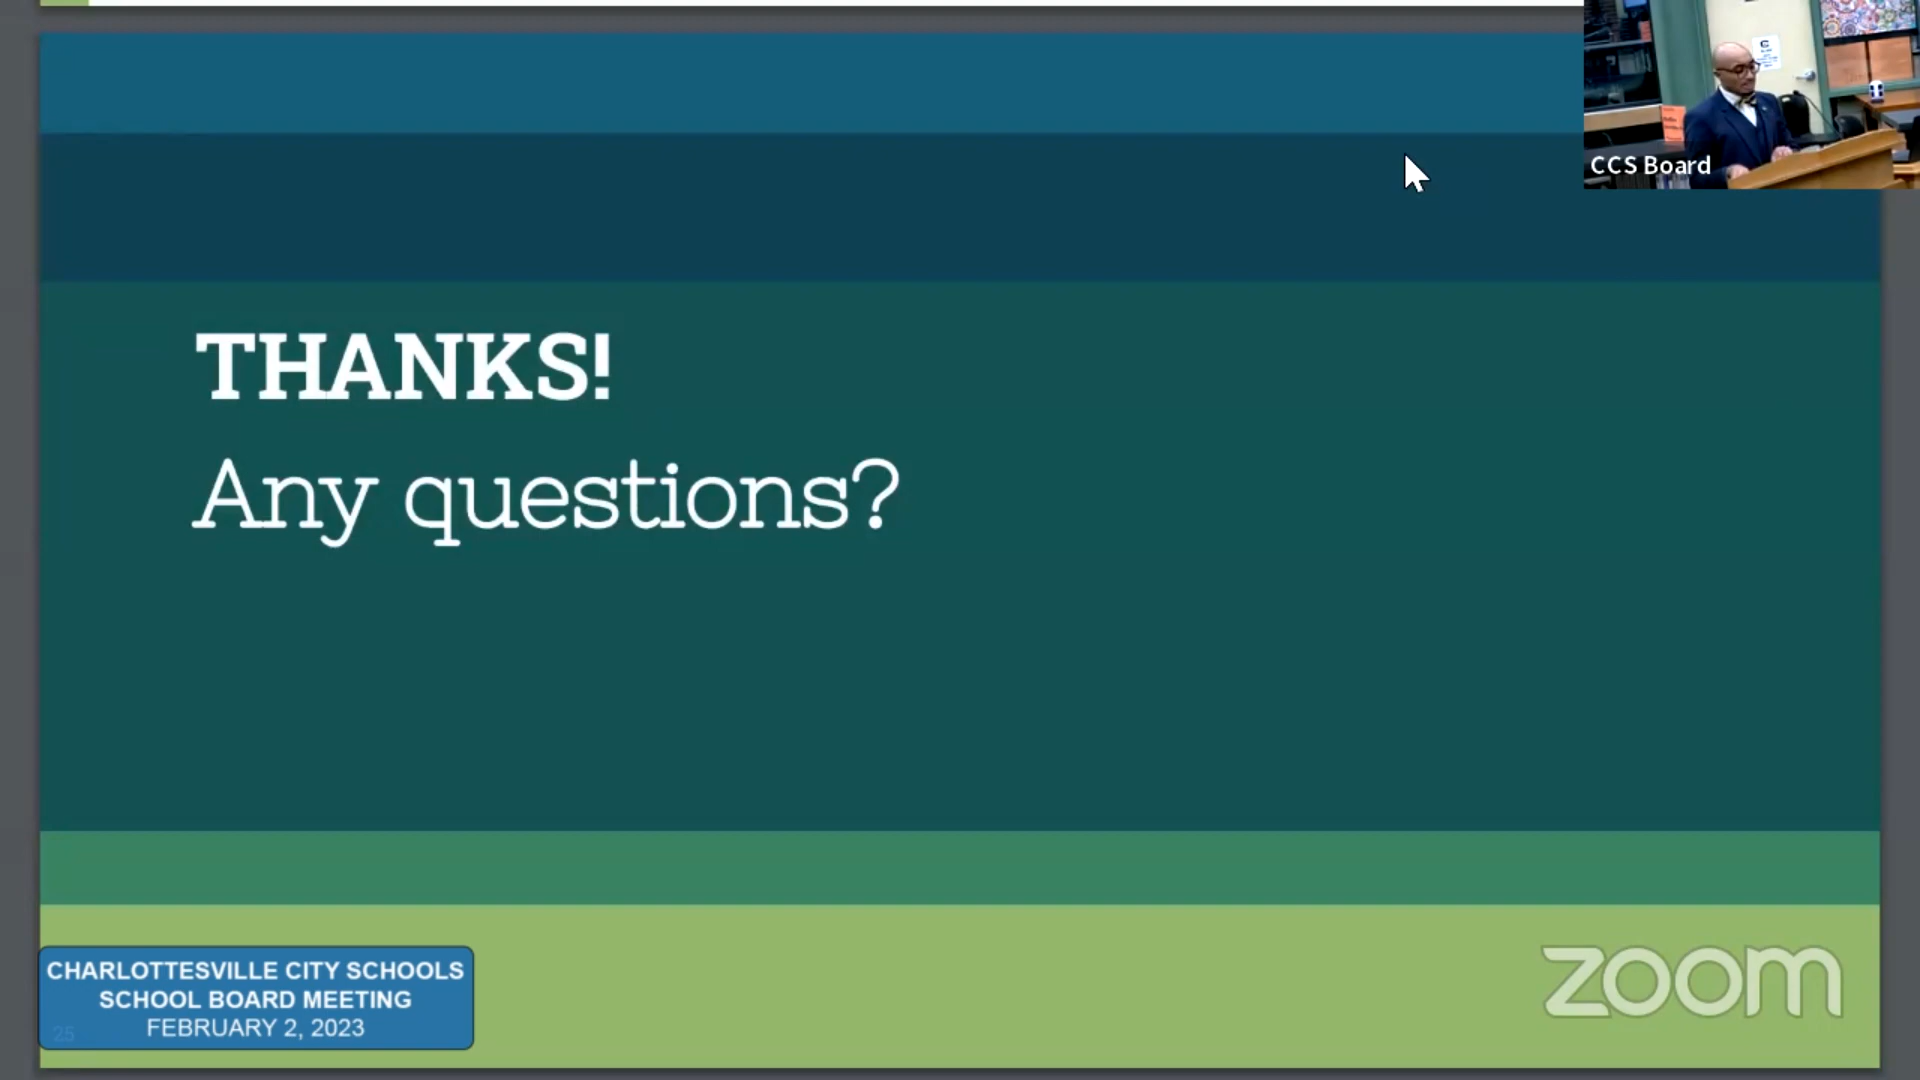 CCS Board
THANKS!
Any questions?
CHARLOTTESVILLE CITY SCHOOLS
SCHOOL BOARD MEETING
FEBRUARY 2, 2023
25
zoom